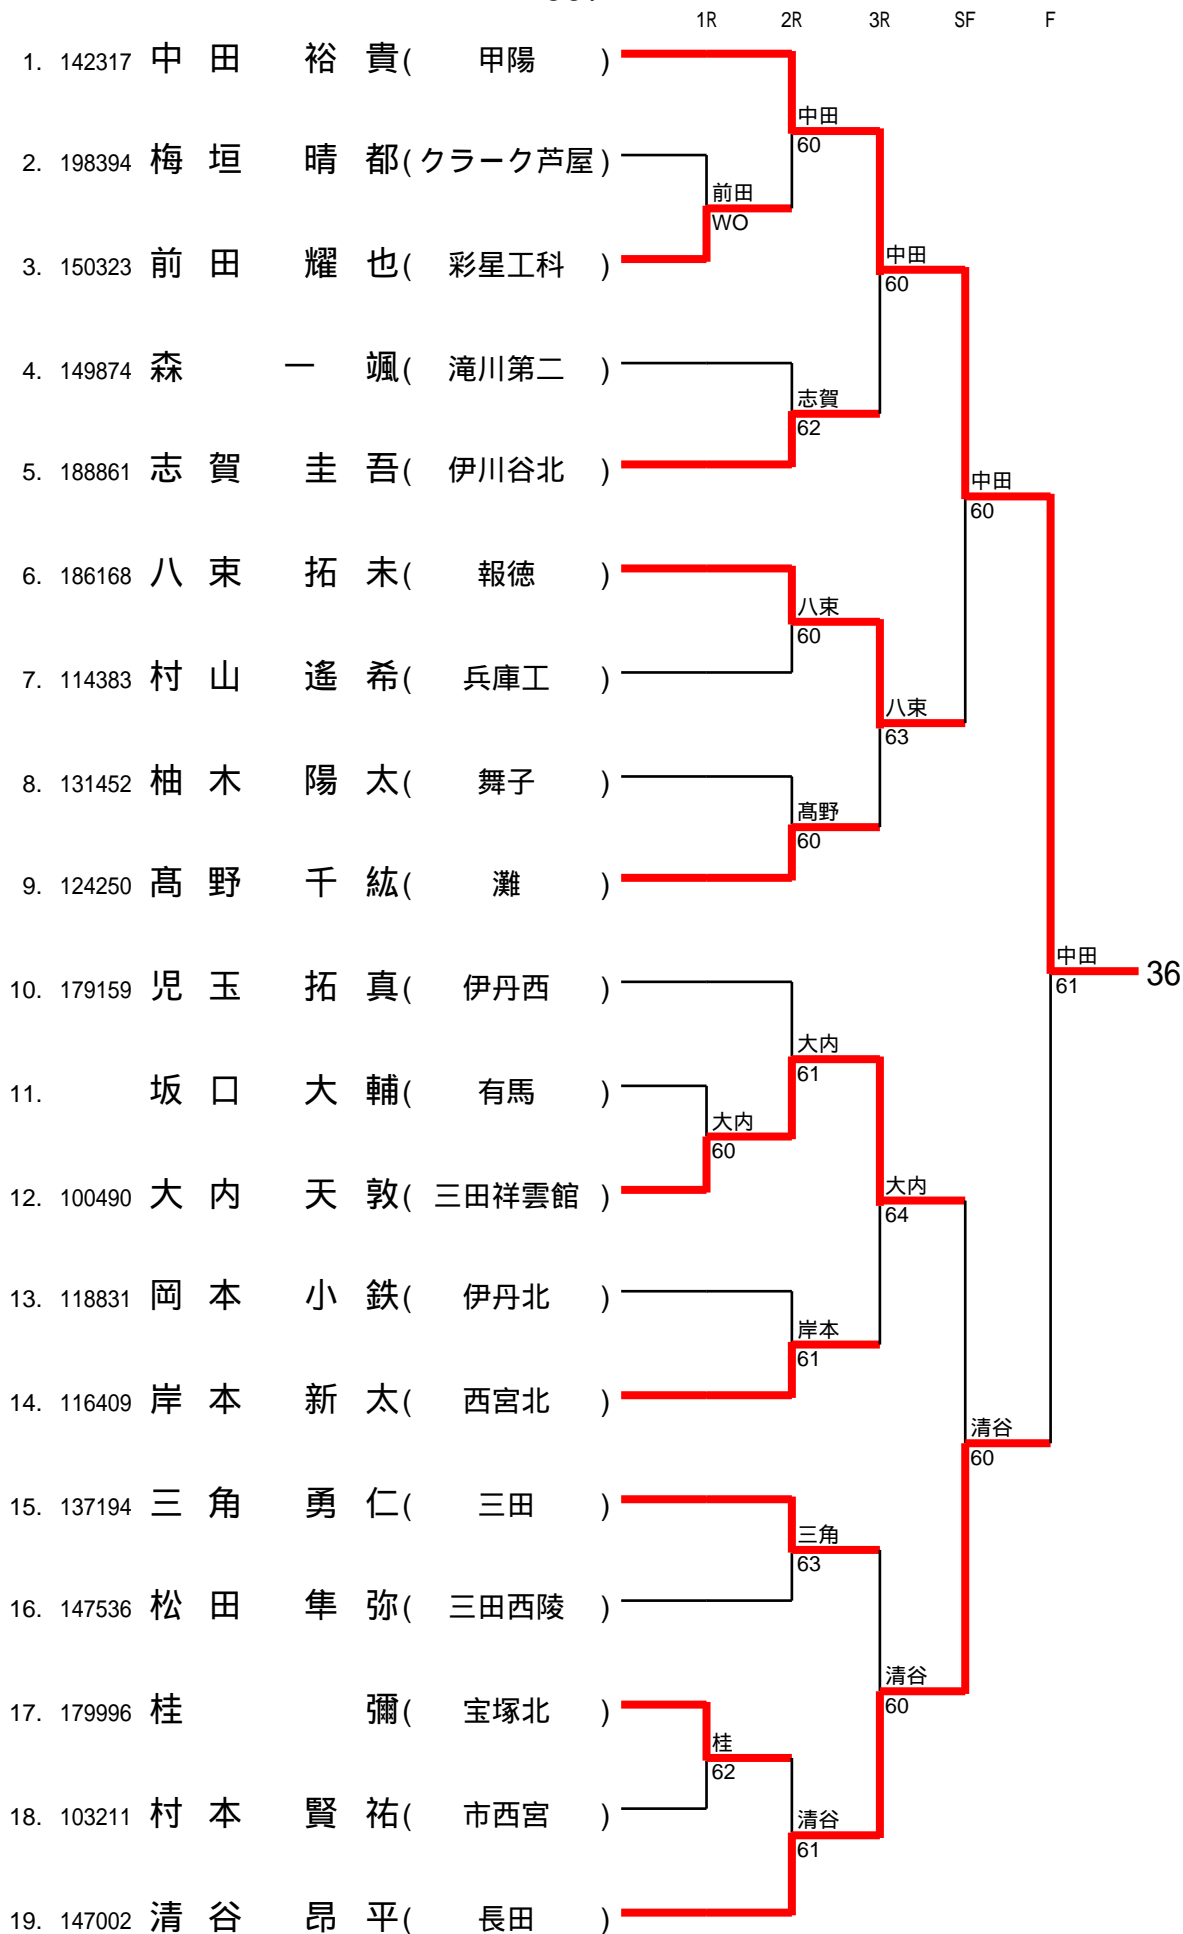 1R 2R 3R SF F
1. 142317 中田 裕貴( 甲陽 )
中田
60
2. 198394 梅垣 晴都(クラーク芦屋)
前田
WO
3. 150323 前田 耀也( 彩星工科 )
中田
60
4. 149874 森 一颯( 滝川第二 )
志賀
62
5. 188861 志賀 圭吾( 伊川谷北 )
中田
60
6. 186168 八束 拓未( 報徳 )
八束
60
7. 114383 村山 遙希( 兵庫工 )
八束
63
8. 131452 柚木 陽太( 舞子 )
髙野
60
9. 124250 髙野 千紘( 灘 )
中田
61
36
10. 179159 児玉 拓真( 伊丹西 )
大内
61
11. 坂口 大輔( 有馬 )
大内
60
12. 100490 大内 天敦( 三田祥雲館 )
大内
64
13. 118831 岡本 小鉄( 伊丹北 )
岸本
61
14. 116409 岸本 新太( 西宮北 )
清谷
60
15. 137194 三角 勇仁( 三田 )
三角
63
16. 147536 松田 隼弥( 三田西陵 )
清谷
60
17. 179996 桂 彌( 宝塚北 )
桂
62
18. 103211 村本 賢祐( 市西宮 )
清谷
61
19. 147002 清谷 昂平( 長田 )